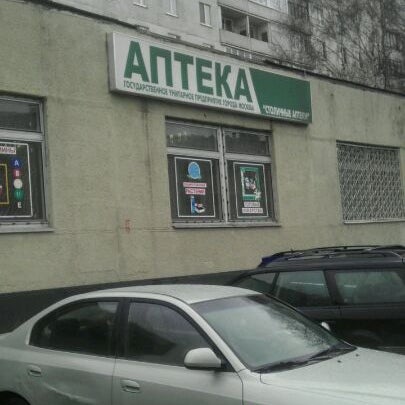 АПТЕКА
ГОСУДАРСТВЕННОЕ УНИТАРНОЕ ПРЕДПРИЯТИЕ ГОРОДА МОСКВЫ
"СТОЛИЧНЫЕ АПТЕКИ"